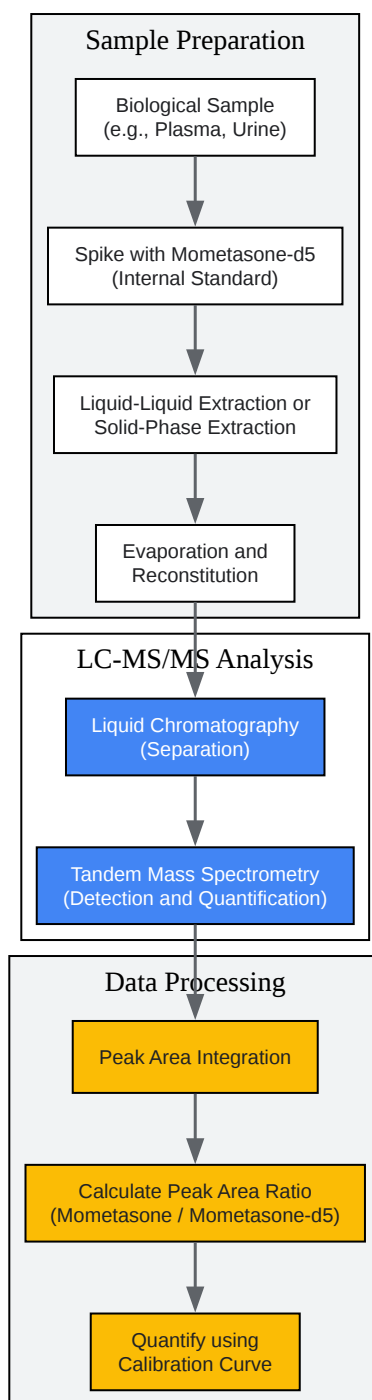 Sample Preparation
Biological Sample
(e.g., Plasma, Urine)
Spike with Mometasone-d5
(Internal Standard)
Liquid-Liquid Extraction or
Solid-Phase Extraction
Evaporation and
Reconstitution
LC-MS/MS Analysis
Liquid Chromatography
(Separation)
Tandem Mass Spectrometry
(Detection and Quantification)
Data Processing
Peak Area Integration
Calculate Peak Area Ratio
(Mometasone / Mometasone-d5)
Quantify using
Calibration Curve